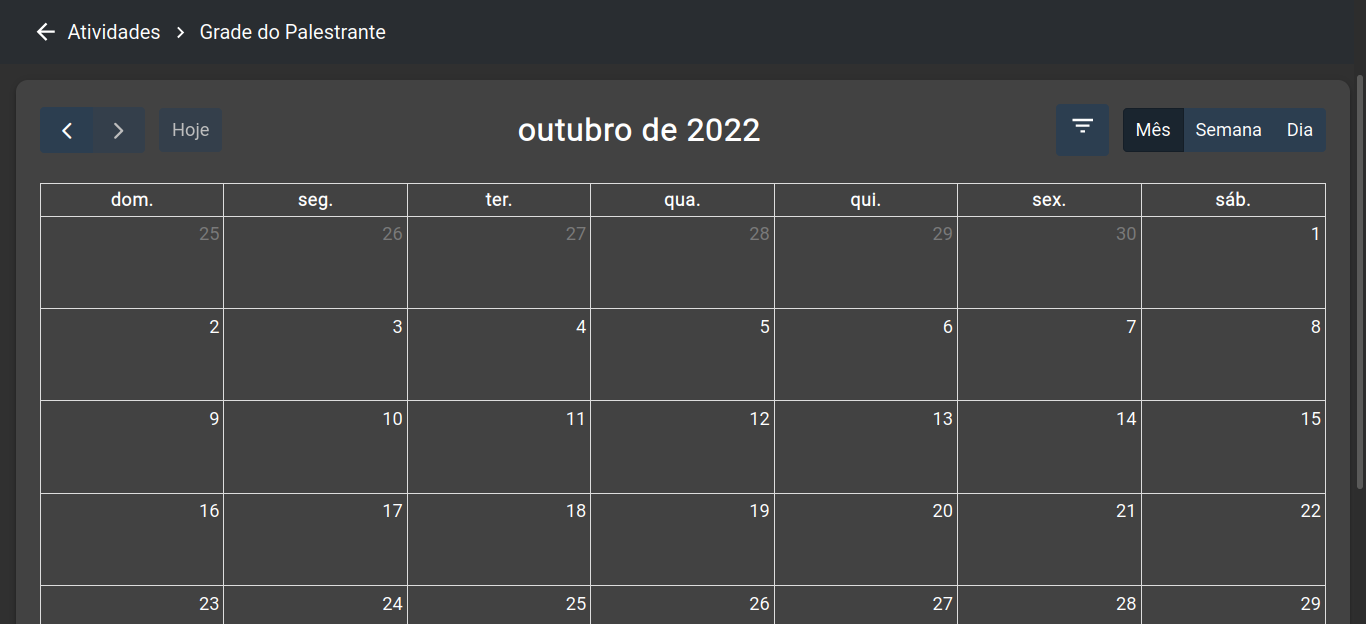 Atividades > Grade do Palestrante
Hoje outubro de 2022 Mês Semana Dia
dom. seg. ter. qua. qui. sex. sáb.
25 26 27 28 29 30 1
2 3 4 5 6 7 8
9 10 11 12 13 14 15
16 17 18 19 20 21 22
23 24 25 26 27 28 29